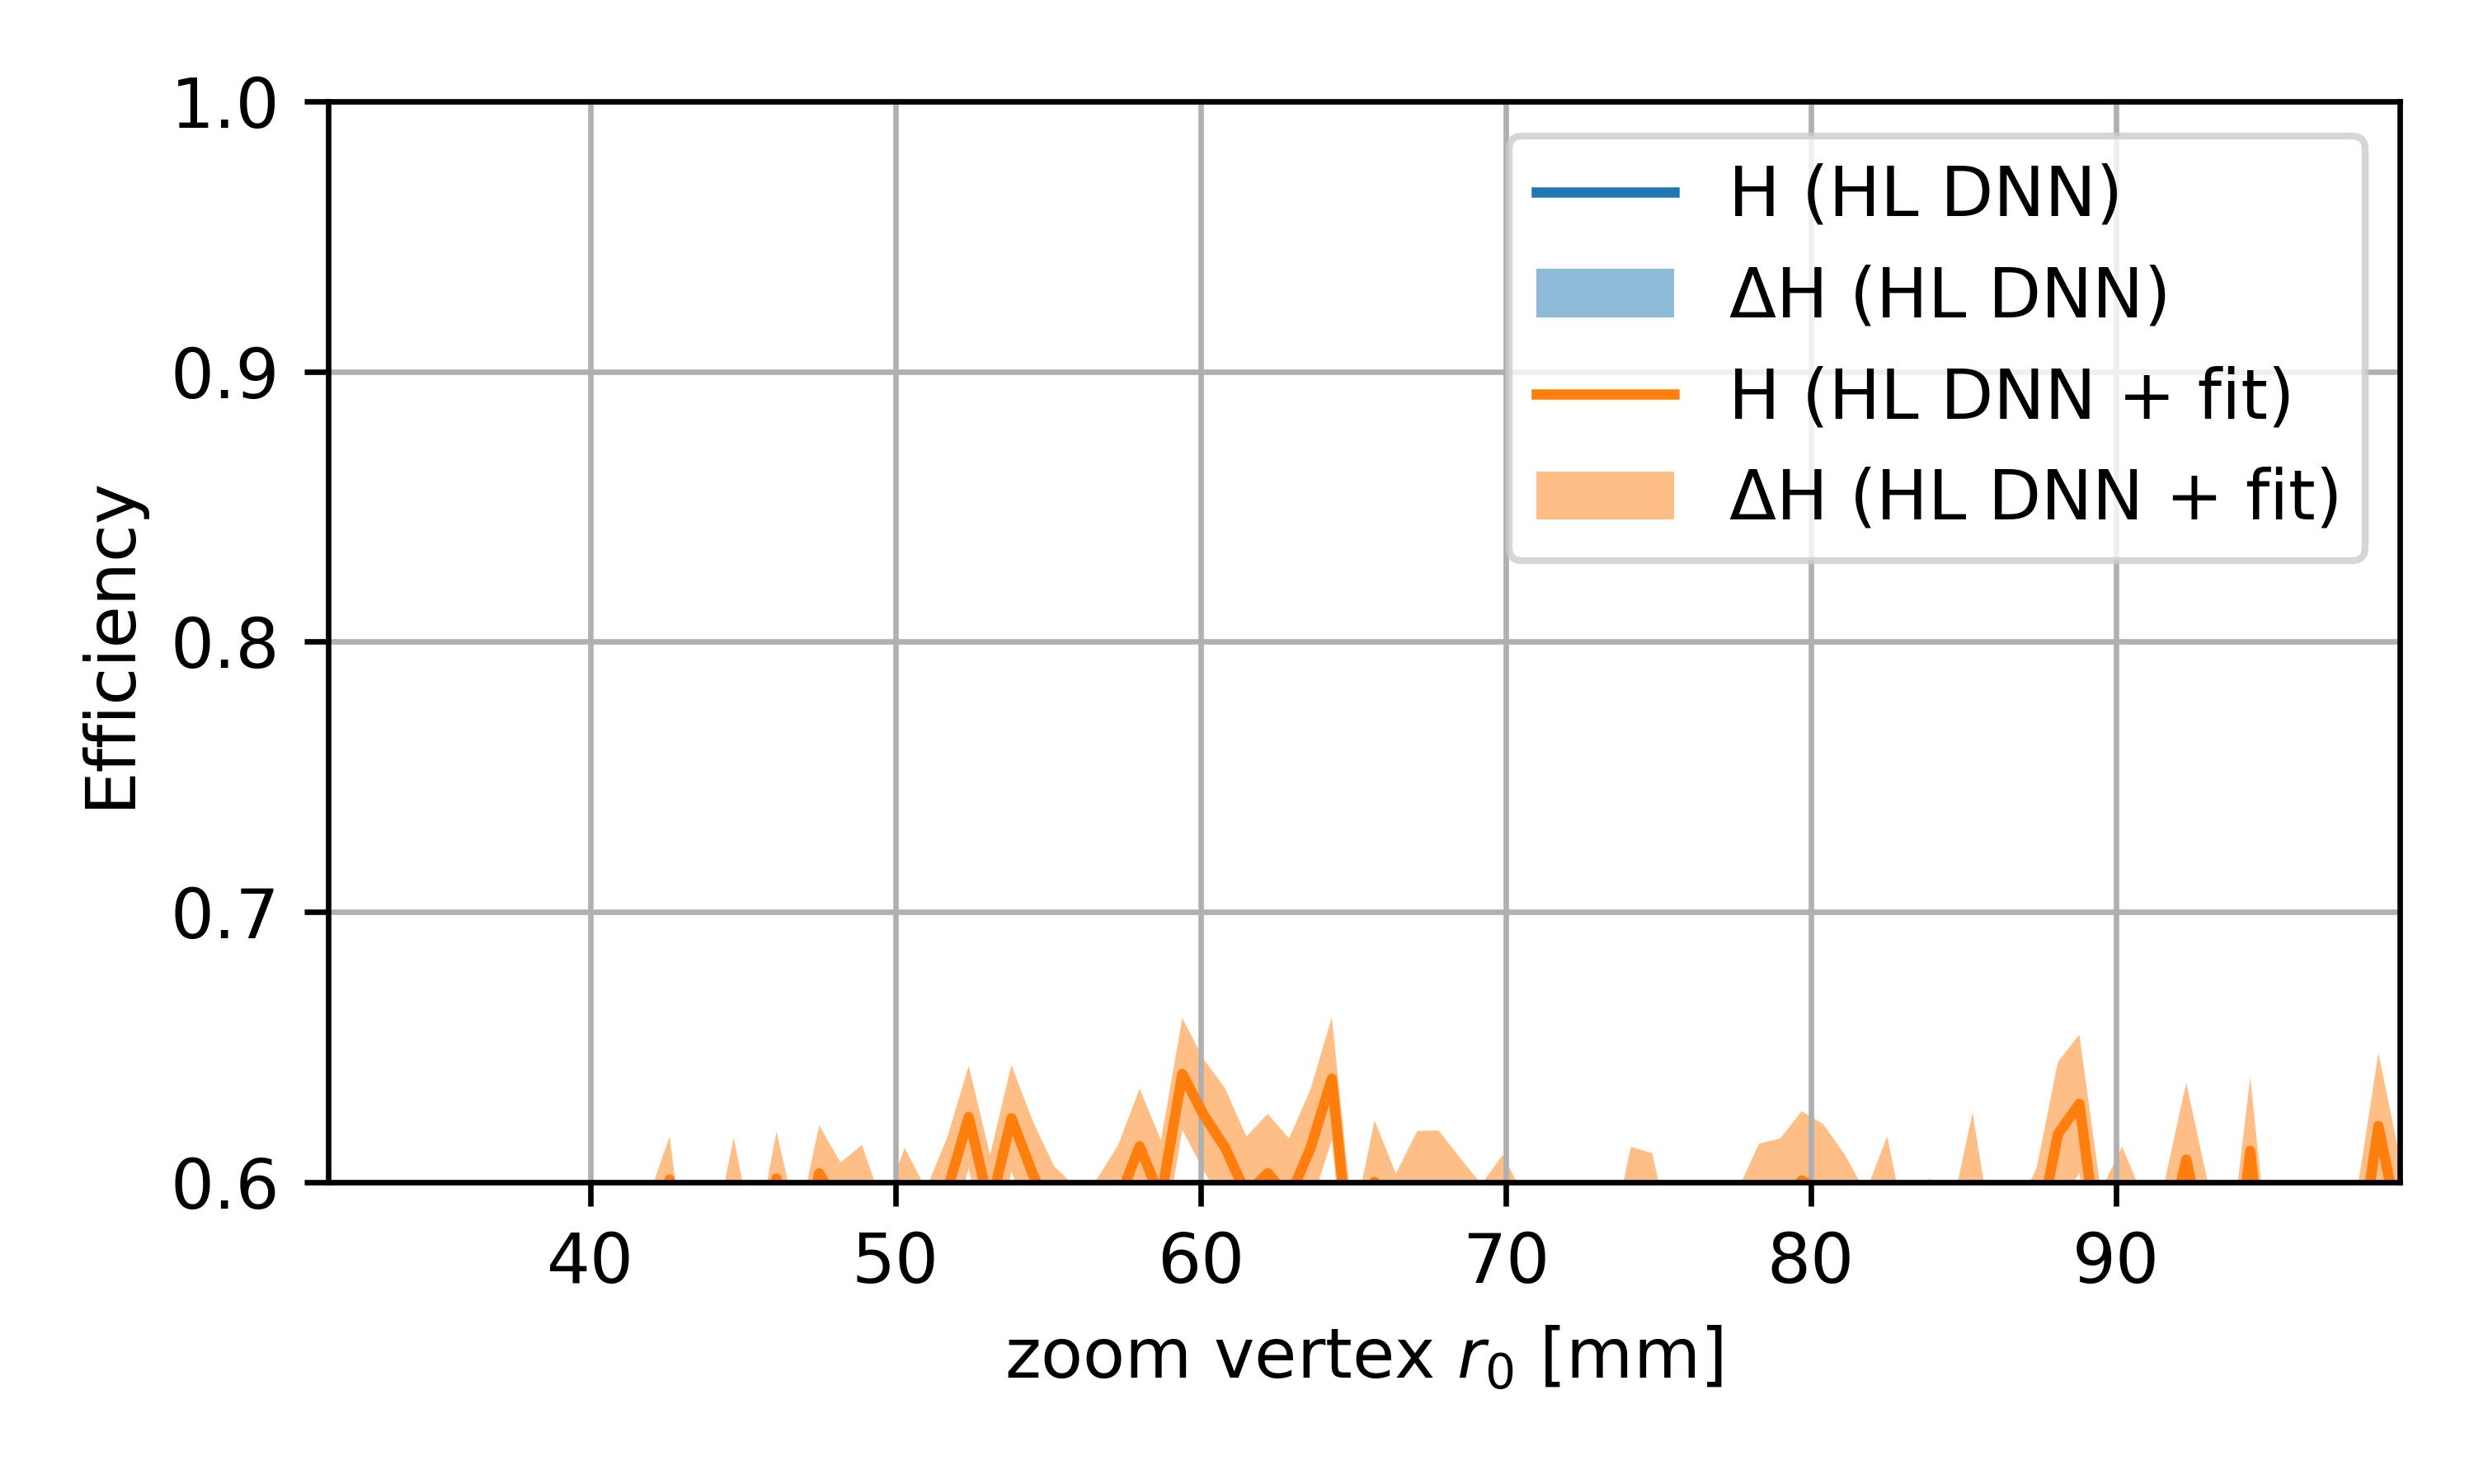 1.0
0.9
0.8
0.7
0.6
Efficiency
H (HL DNN)
ΔH (HL DNN)
H (HL DNN + fit)
ΔH (HL DNN + fit)
40 50 60 70 80 90
zoom vertex r₀ [mm]